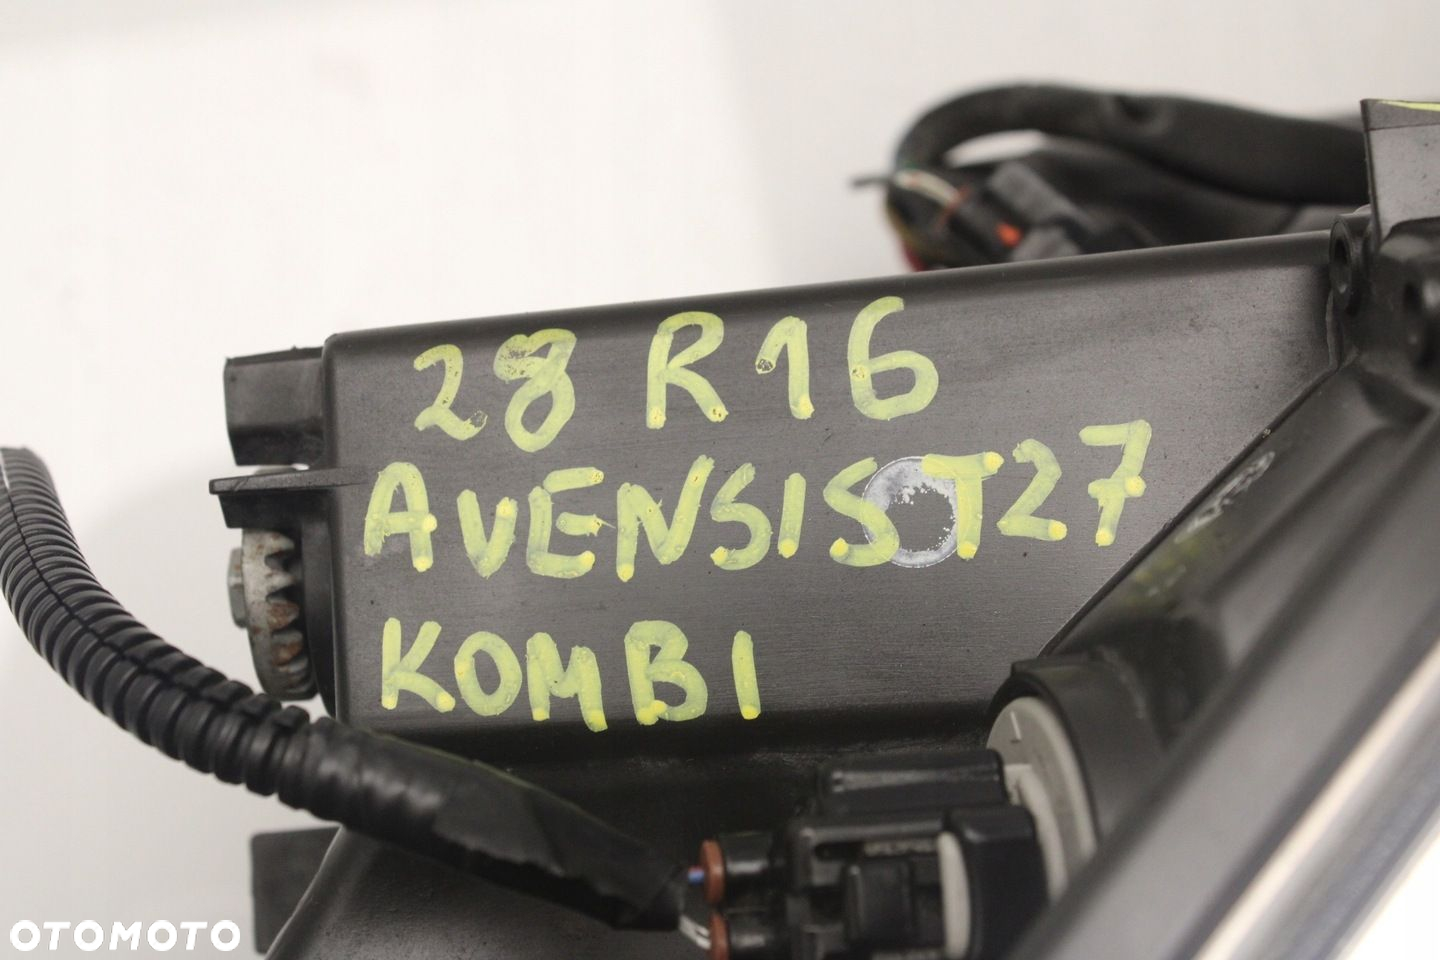 28 R16
AVENSIS T27
KOMBI
OTOMOTO